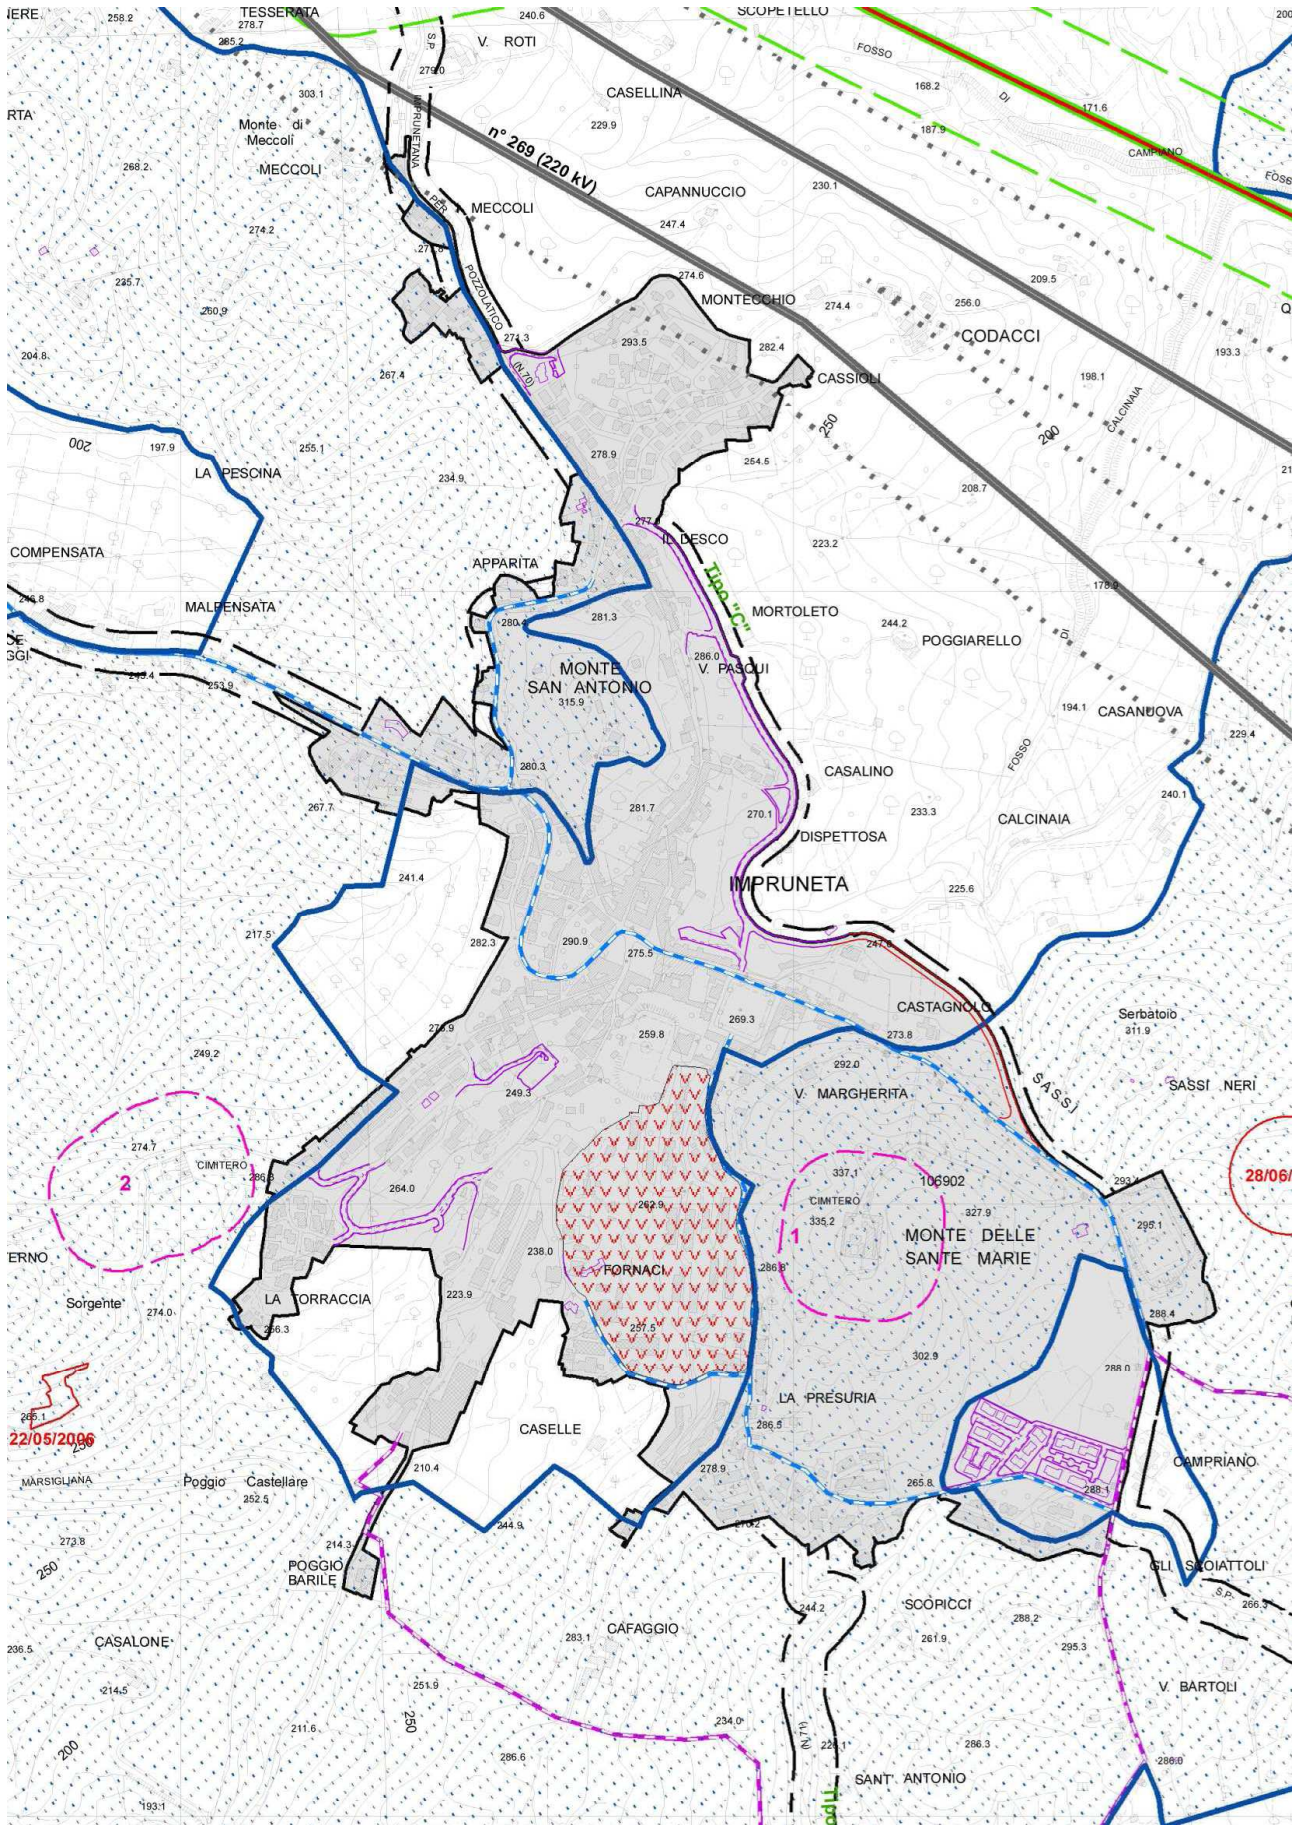 NERE
258.2
TESSERATA
278.7
285.2
240.6
SCOPETELLO
S.P.
V. ROTI
279.0
FOSSO
168.2
DI
171.6
303.1
CASELLINA
IMPRUNETANA
RTA
Monte di
Meccoli
229.9
n° 269 (220 kV)
187.9
CAMPIANO
268.2
MECCOLI
CAPANNUCCIO
230.1
FOSS
PER
MECCOLI
274.2
247.4
235.7
POZZOLATICO
274.6
209.5
MONTECCHIO
274.4
256.0
260.9
271.3
293.5
CODACCI
Q
282.4
193.3
204.8
(N.70)
267.4
CASSIOLI
198.1
CALCINAIA
250
200
200
197.9
255.1
278.9
254.5
LA PESCINA
234.9
208.7
21
IL DESCO
223.2
COMPENSATA
APPARITA
Tipo "C"
178.9
246.8
MALPENSATA
281.3
MORTOLETO
280.4
244.2
POGGIARELLO
DI
GGI
286.0
MONTE
SAN ANTONIO
V. PASQUI
243.4
253.9
315.9
194.1
CASANUOVA
229.4
FOSSO
280.3
CASALINO
240.1
267.7
281.7
270.1
233.3
CALCINAIA
DISPETTOSA
241.4
IMPRUNETA
225.6
217.5
282.3
290.9
275.5
247.6
CASTAGNOLO
Serbatoio
311.9
269.3
273.8
259.8
249.2
292.0
SASSI
SASSI NERI
249.3
V. MARGHERITA
274.7
CIMITERO
337.1
28/06/
2
286.3
264.0
106902
293.4
CIMITERO
262.9
335.2
327.9
295.1
1
MONTE DELLE
SANTE MARIE
ERNO
238.0
FORNACI
286.8
Sorgente
274.0
LA TORRACCIA
223.9
288.4
256.3
257.5
302.9
288.0
265.1
LA PRESURIA
22/05/2006
CASELLE
286.5
250
MARSIGLIANA
Poggio Castellare
252.5
210.4
278.9
265.8
CAMPRIANO
288.1
244.9
273.8
214.3
250
POGGIO
BARILE
GLI SCOIATTOLI
S.P.
266.3
244.2
SCOPICCI
288.2
CAFAGGIO
236.5
CASALONE
283.1
261.9
295.3
214.5
251.9
V. BARTOLI
250
234.0
211.6
(N.71)
200
286.6
286.3
286.0
SANT' ANTONIO
193.1
Tipo